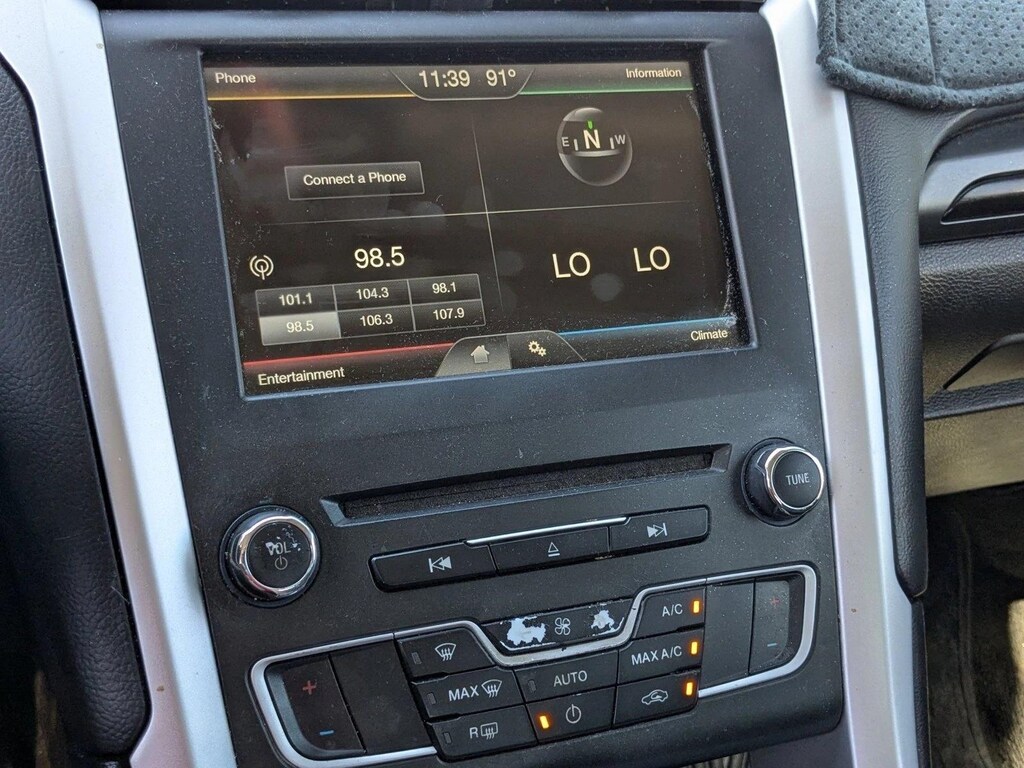 Phone
11:39 91°
Information
E N W
Connect a Phone
98.5
LO LO
101.1 104.3 98.1
98.5 106.3 107.9
Entertainment
Climate
TUNE
VOL
A/C
MAX A/C
AUTO
MAX
R